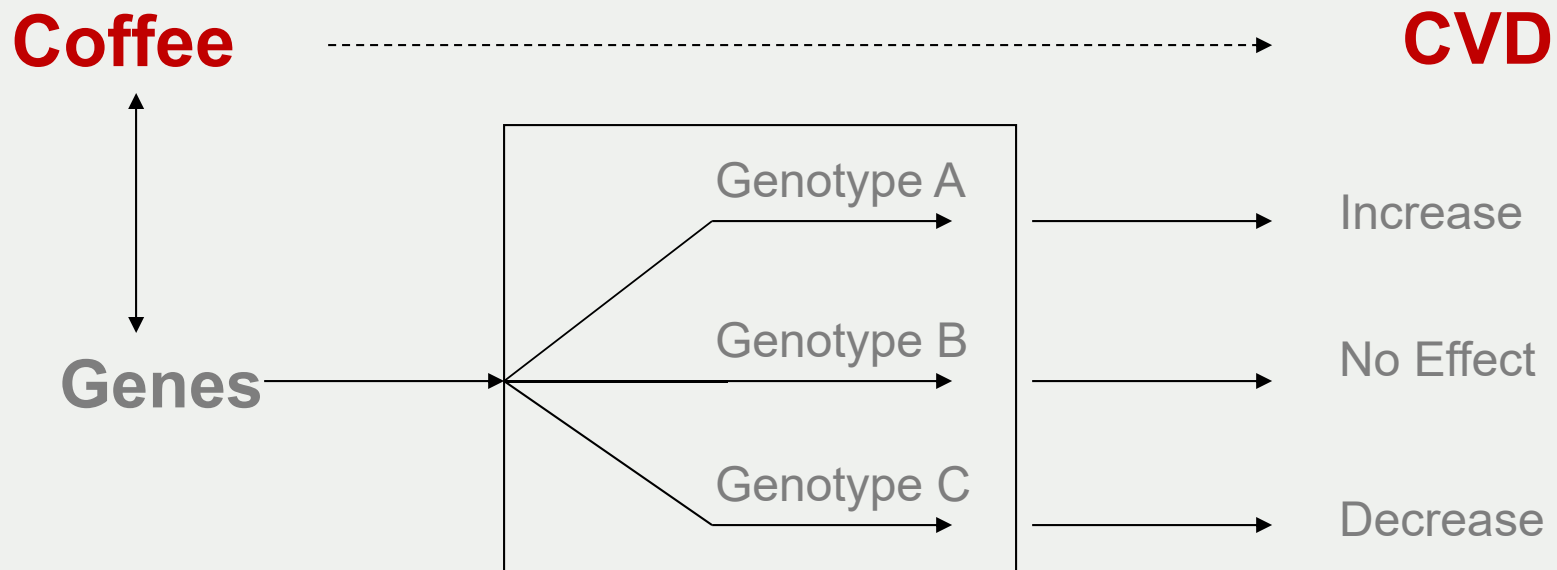 Coffee
CVD
Genotype A
Increase
Genotype B
No Effect
Genes
Genotype C
Decrease